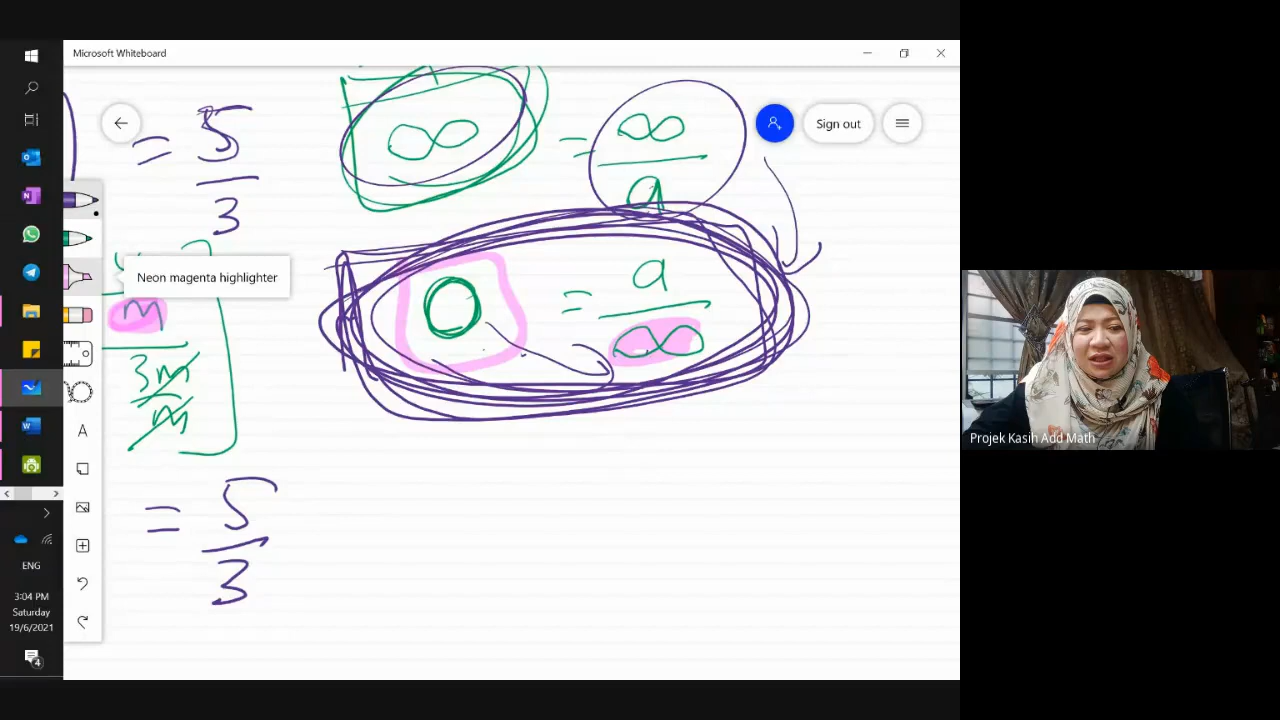 Microsoft Whiteboard
Sign out
= 5/3
∞ = ∞/a
Neon magenta highlighter
m
3m
m
0 = a/∞
= 5/3
A
ENG
3:04 PM
Saturday
19/6/2021
4
Projek Kasih Add Math